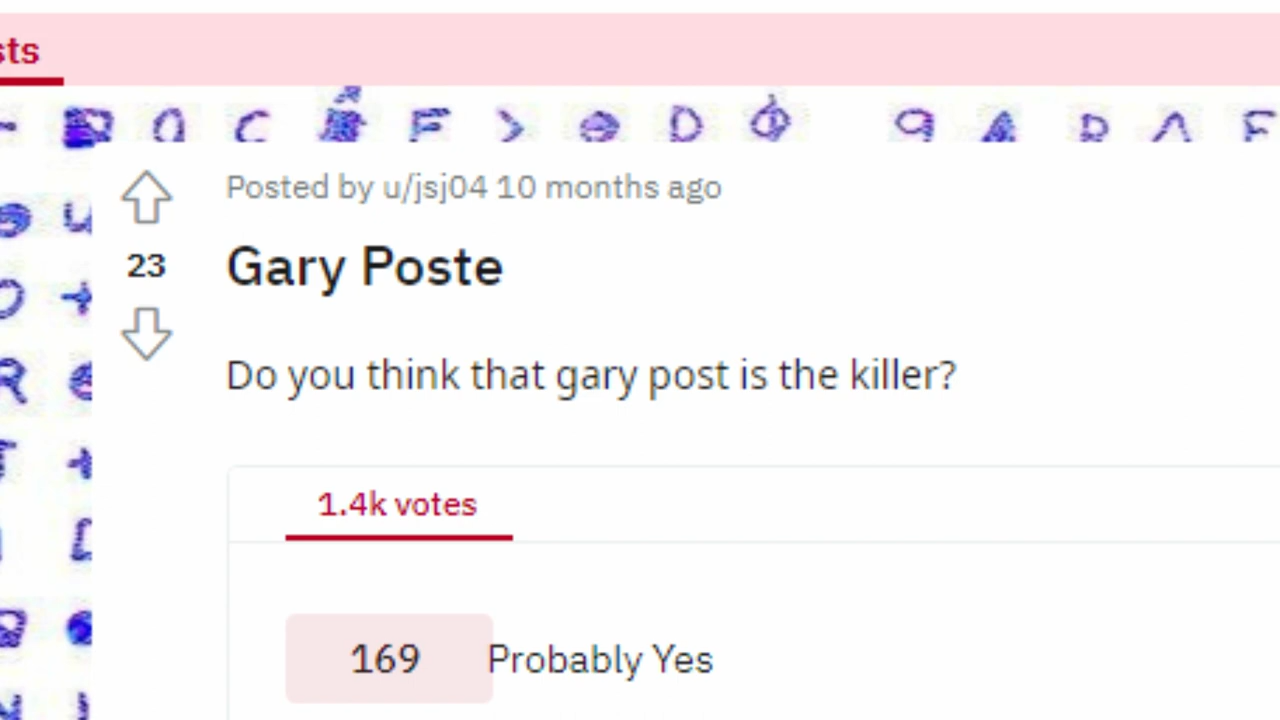 sts
Posted by u/jsj04 10 months ago
23
Gary Poste
Do you think that gary post is the killer?
1.4k votes
169 Probably Yes